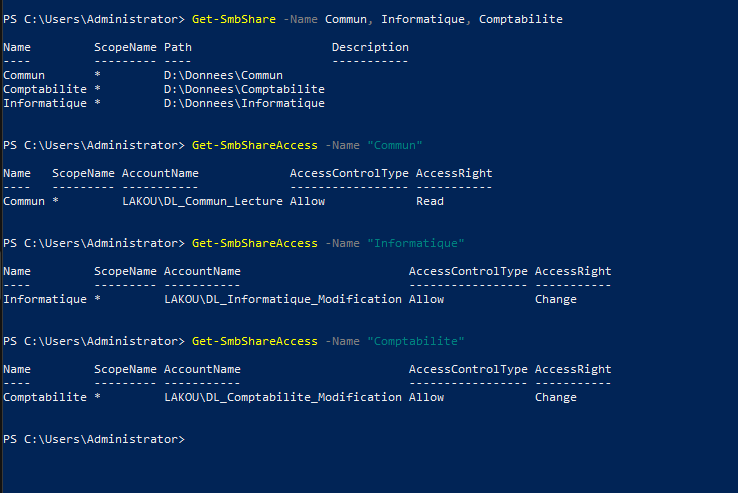 PS C:\Users\Administrator> Get-SmbShare -Name Commun, Informatique, Comptabilite
Name         ScopeName Path                    Description
----         --------- ----                    -----------
Commun       *         D:\Donnees\Commun
Comptabilite *         D:\Donnees\Comptabilite
Informatique *         D:\Donnees\Informatique
PS C:\Users\Administrator> Get-SmbShareAccess -Name "Commun"
Name   ScopeName AccountName             AccessControlType AccessRight
----   --------- -----------             ----------------- -----------
Commun *         LAKOU\DL_Commun_Lecture Allow             Read
PS C:\Users\Administrator> Get-SmbShareAccess -Name "Informatique"
Name         ScopeName AccountName                        AccessControlType AccessRight
----         --------- -----------                        ----------------- -----------
Informatique *         LAKOU\DL_Informatique_Modification Allow             Change
PS C:\Users\Administrator> Get-SmbShareAccess -Name "Comptabilite"
Name         ScopeName AccountName                        AccessControlType AccessRight
----         --------- -----------                        ----------------- -----------
Comptabilite *         LAKOU\DL_Comptabilite_Modification Allow             Change
PS C:\Users\Administrator>